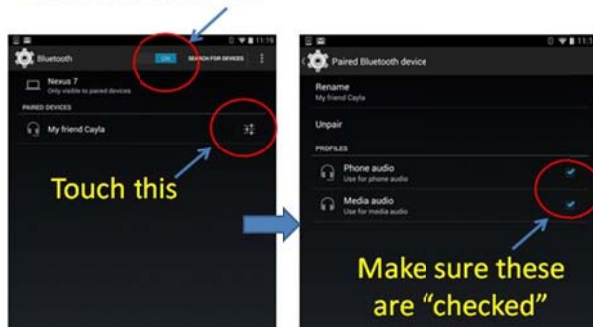 11:19
Bluetooth
ON
SEARCH FOR DEVICES
Nexus 7
Only visible to paired devices
PAIRED DEVICES
My friend Cayla
Touch this
Paired Bluetooth device
Rename
My friend Cayla
Unpair
PROFILES
Phone audio
Use for phone audio
Media audio
Use for media audio
Make sure these
are “checked”